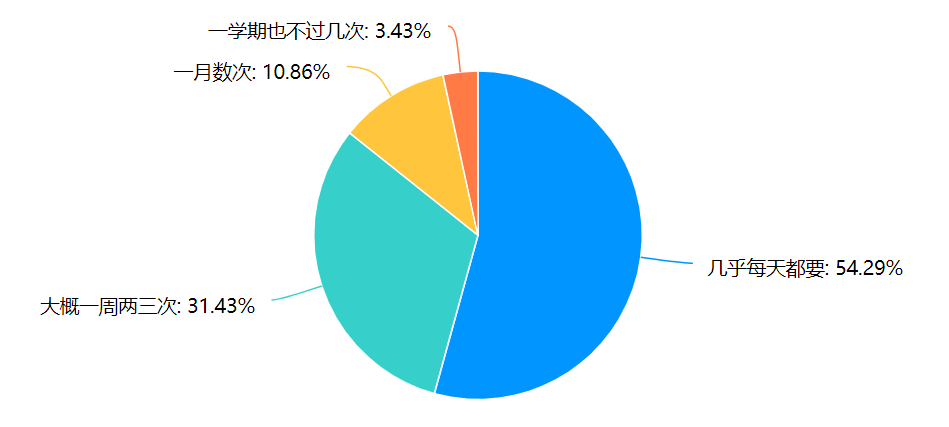 一学期也不过几次: 3.43%
一月数次: 10.86%
几乎每天都要: 54.29%
大概一周两三次: 31.43%